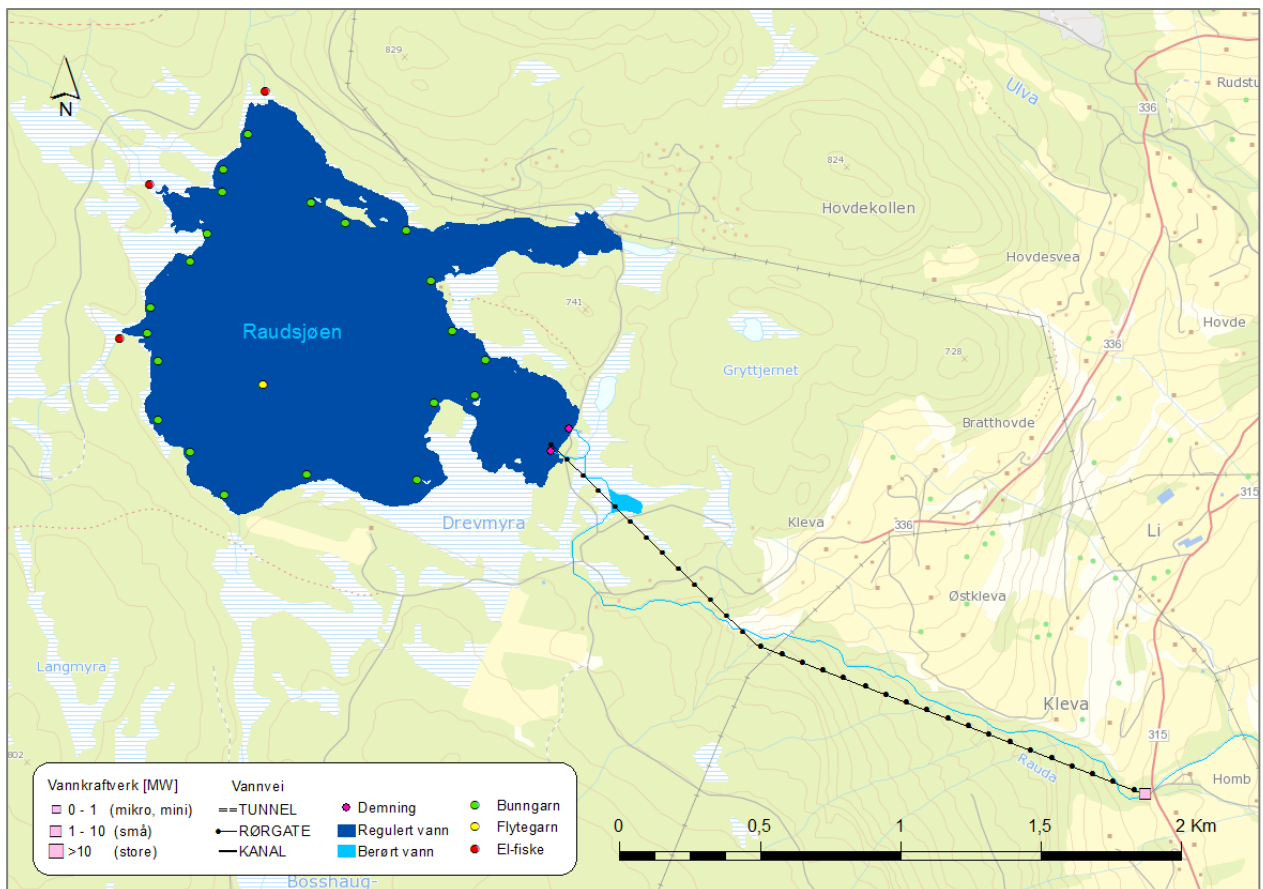 829
N
Ulva
336
Rudstu
824
Hovdekollen
Hovdesvea
741
Raudsjøen
Hovde
336
728
Gryttjernet
Bratthovde
315
Drevmyra
Kleva
336
Li
Østkleva
Langmyra
Kleva
315
802
Rauda
Homb
Vannkraftverk [MW]
0 - 1 (mikro, mini)
1 - 10 (små)
>10 (store)
Vannvei
TUNNEL
RØRGATE
KANAL
Demning
Regulert vann
Berørt vann
Bunngarn
Flytegarn
El-fiske
0 0,5 1 1,5 2 Km
Bosshaug-